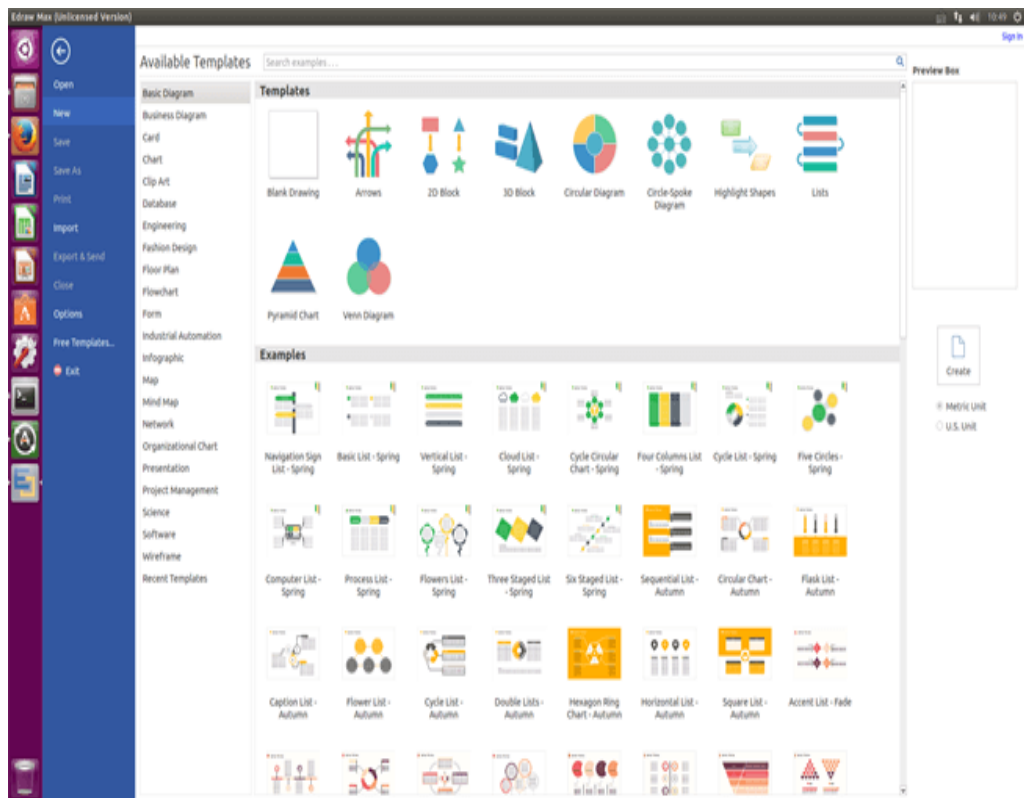 Edraw Max (Unlicensed Version)
10:49
Sign In
Open
New
Save
Save As
Print
Import
Export & Send
Close
Options
Free Templates...
Exit
Available Templates
Search examples . . .
Basic Diagram
Business Diagram
Card
Chart
Clip Art
Database
Engineering
Fashion Design
Floor Plan
Flowchart
Form
Industrial Automation
Infographic
Map
Mind Map
Network
Organizational Chart
Presentation
Project Management
Science
Software
Wireframe
Recent Templates
Templates
Blank Drawing
Arrows
2D Block
3D Block
Circular Diagram
Circle-Spoke
Diagram
Highlight Shapes
Lists
Pyramid Chart
Venn Diagram
Examples
Navigation Sign
List - Spring
Basic List - Spring
Vertical List -
Spring
Cloud List -
Spring
Cycle Circular
Chart - Spring
Four Columns List
- Spring
Cycle List - Spring
Five Circles -
Spring
Computer List -
Spring
Process List -
Spring
Flowers List -
Spring
Three Staged List
- Spring
Six Staged List -
Spring
Sequential List -
Autumn
Circular Chart -
Autumn
Flask List -
Autumn
Caption List -
Autumn
Flower List -
Autumn
Cycle List -
Autumn
Double Lists -
Autumn
Hexagon Ring
Chart - Autumn
Horizontal List -
Autumn
Square List -
Autumn
Accent List - Fade
Preview Box
Create
Metric Unit
U.S. Unit